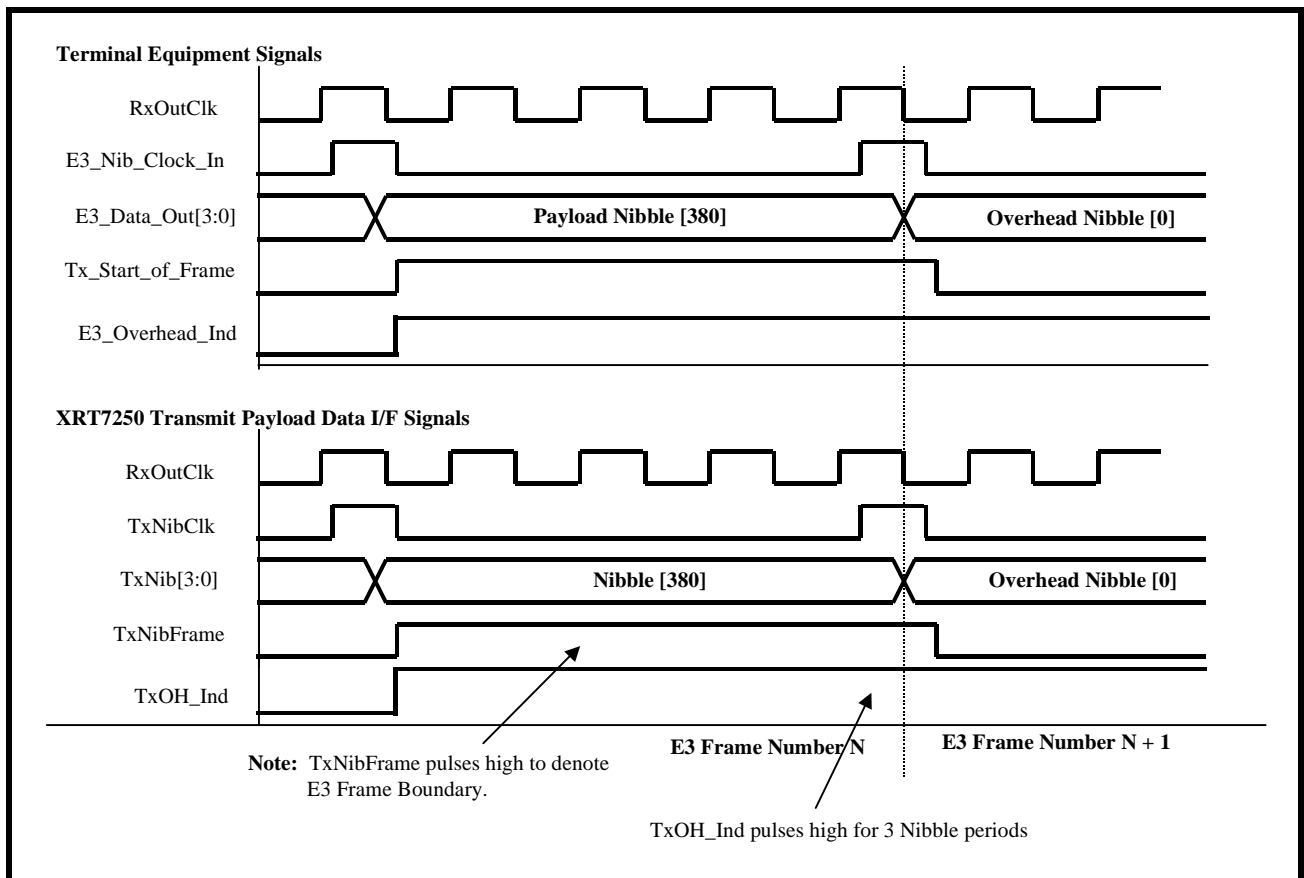 Terminal Equipment Signals
RxOutClk
E3_Nib_Clock_In
E3_Data_Out[3:0]
Payload Nibble [380]
Overhead Nibble [0]
Tx_Start_of_Frame
E3_Overhead_Ind
XRT7250 Transmit Payload Data I/F Signals
RxOutClk
TxNibClk
TxNib[3:0]
Nibble [380]
Overhead Nibble [0]
TxNibFrame
TxOH_Ind
E3 Frame Number N
E3 Frame Number N + 1
Note: TxNibFrame pulses high to denote
E3 Frame Boundary.
TxOH_Ind pulses high for 3 Nibble periods